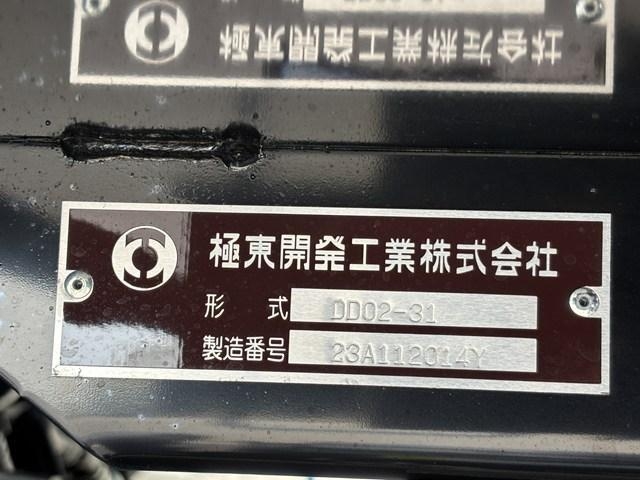 極東開発工業株式会社
形 式 DD02-31
製造番号 23A112014Y